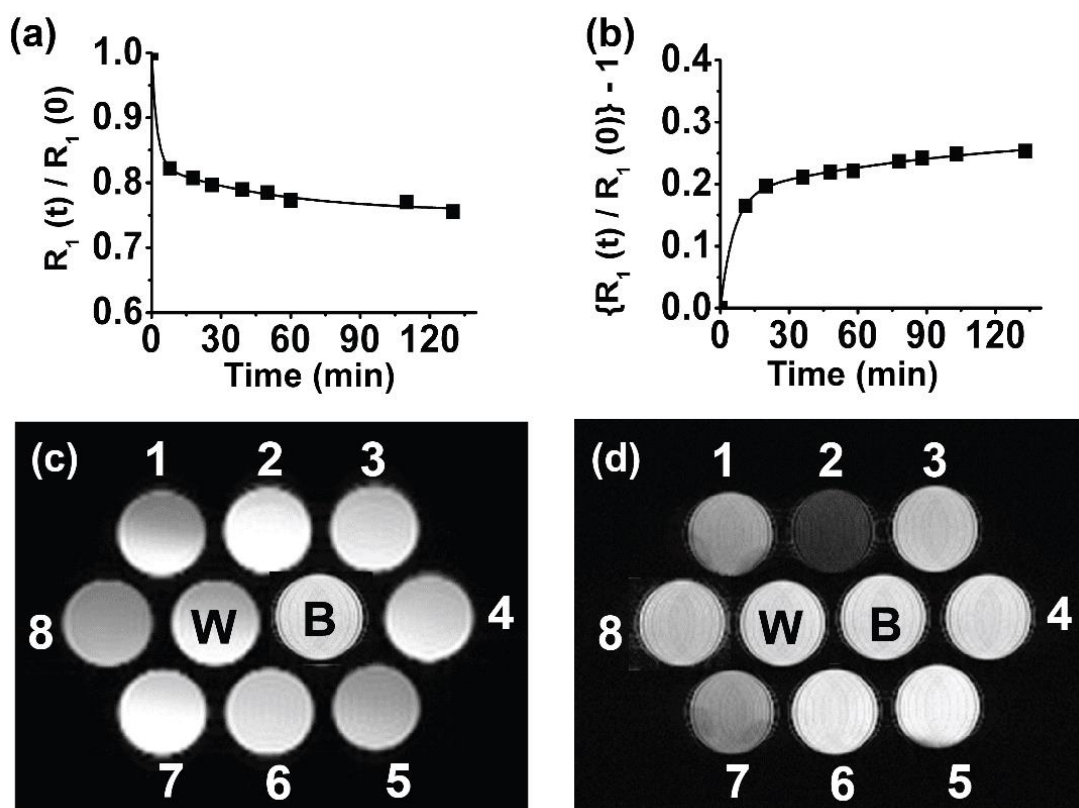 (a)
R₁ (t) / R₁ (0)
1.0
0.9
0.8
0.7
0.6
0 30 60 90 120
Time (min)
(b)
{R₁ (t) / R₁ (0)} - 1
0.4
0.3
0.2
0.1
0.0
0 30 60 90 120
Time (min)
(c)
1 2 3
8 W B 4
7 6 5
(d)
1 2 3
8 W B 4
7 6 5